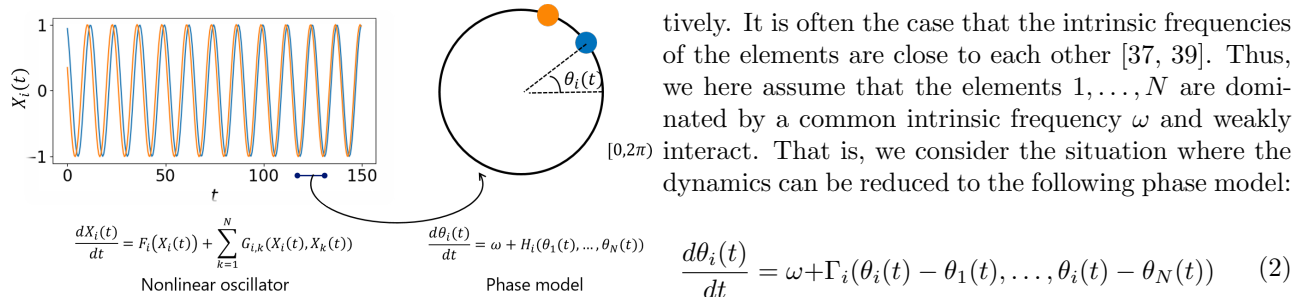 1
0
−1
X_i(t)
0
50
100
150
t
θ_i(t)
[0,2π)
dX_i(t)/dt = F_i(X_i(t)) + ∑_{k=1}^{N} G_{i,k}(X_i(t), X_k(t))
Nonlinear oscillator
dθ_i(t)/dt = ω + H_i(θ_1(t), …, θ_N(t))
Phase model
tively. It is often the case that the intrinsic frequencies
of the elements are close to each other [37, 39]. Thus,
we here assume that the elements 1, . . . , N are domi-
nated by a common intrinsic frequency ω and weakly
interact. That is, we consider the situation where the
dynamics can be reduced to the following phase model:
dθ_i(t)/dt = ω+Γ_i(θ_i(t) − θ_1(t), . . . , θ_i(t) − θ_N(t)) (2)